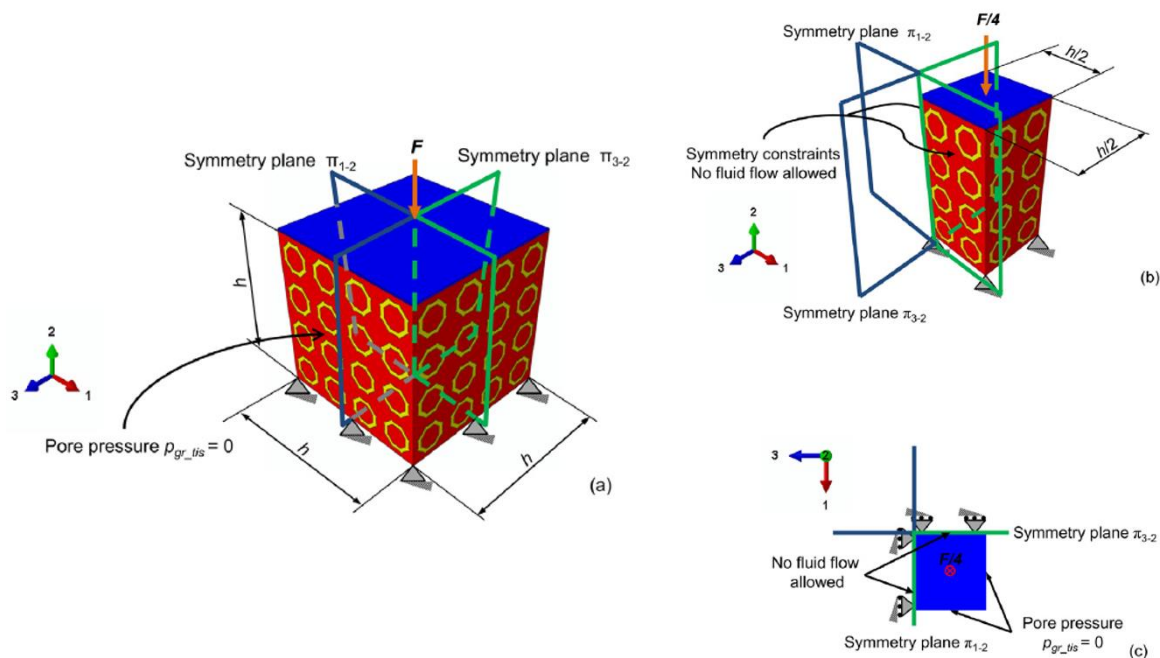 F
Symmetry plane π1-2
Symmetry plane π3-2
h
2
3
1
Pore pressure pgr_tis = 0
h
h
(a)
F/4
Symmetry plane π1-2
h/2
Symmetry constraints
No fluid flow allowed
h/2
2
3
1
Symmetry plane π3-2
(b)
3
2
1
Symmetry plane π3-2
No fluid flow
allowed
F/4
Pore pressure
pgr_tis = 0
Symmetry plane π1-2
(c)